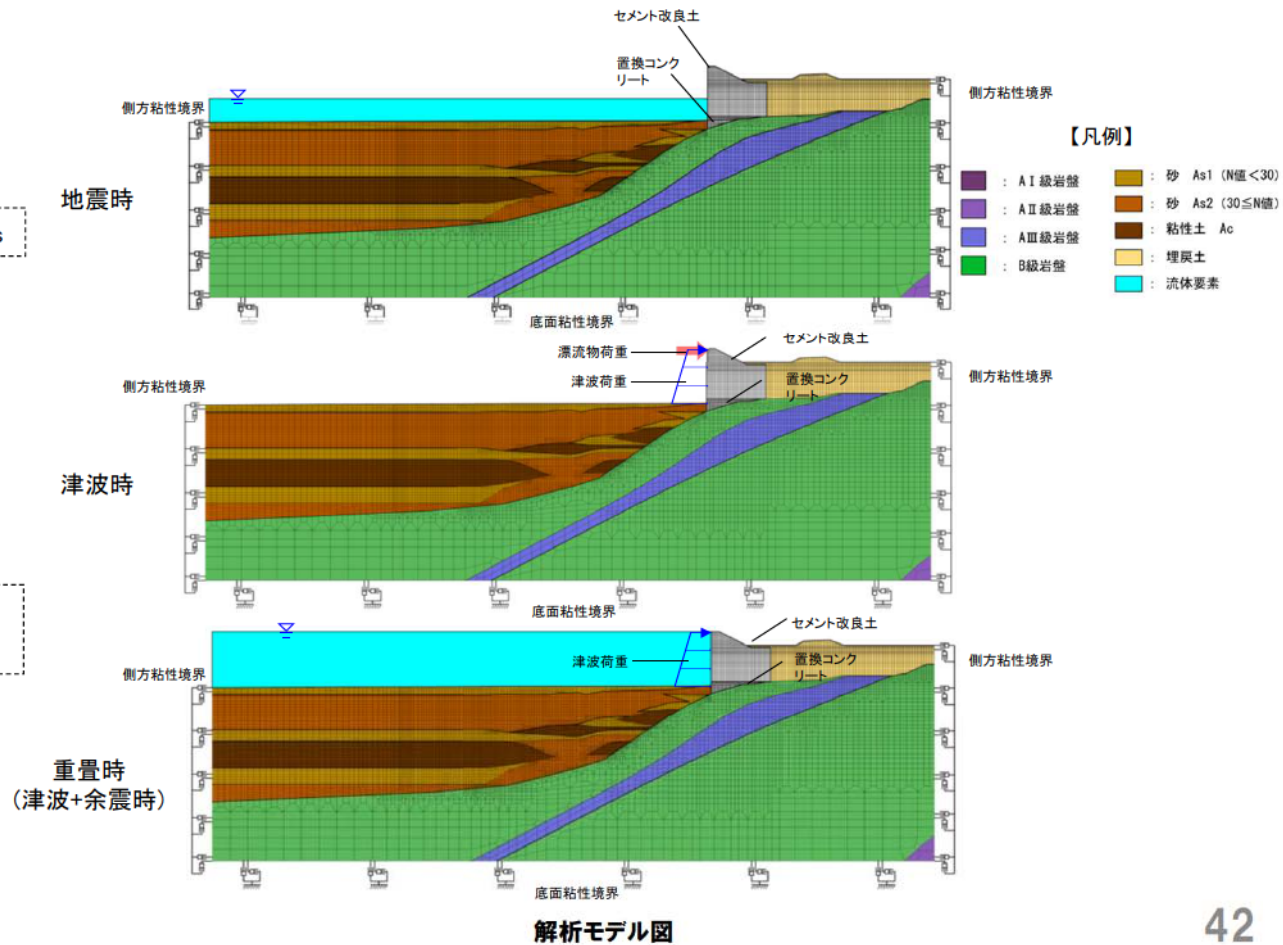 セメント改良土
置換コンク
リート
側方粘性境界
側方粘性境界
地震時
s
底面粘性境界
【凡例】
: AⅠ級岩盤
: AⅡ級岩盤
: AⅢ級岩盤
: B級岩盤
: 砂 As1 (N値<30)
: 砂 As2 (30≦N値)
: 粘性土 Ac
: 埋戻土
: 流体要素
漂流物荷重
セメント改良土
津波荷重
置換コンク
リート
側方粘性境界
側方粘性境界
津波時
底面粘性境界
セメント改良土
津波荷重
置換コンク
リート
側方粘性境界
側方粘性境界
重畳時
(津波+余震時)
底面粘性境界
解析モデル図
42